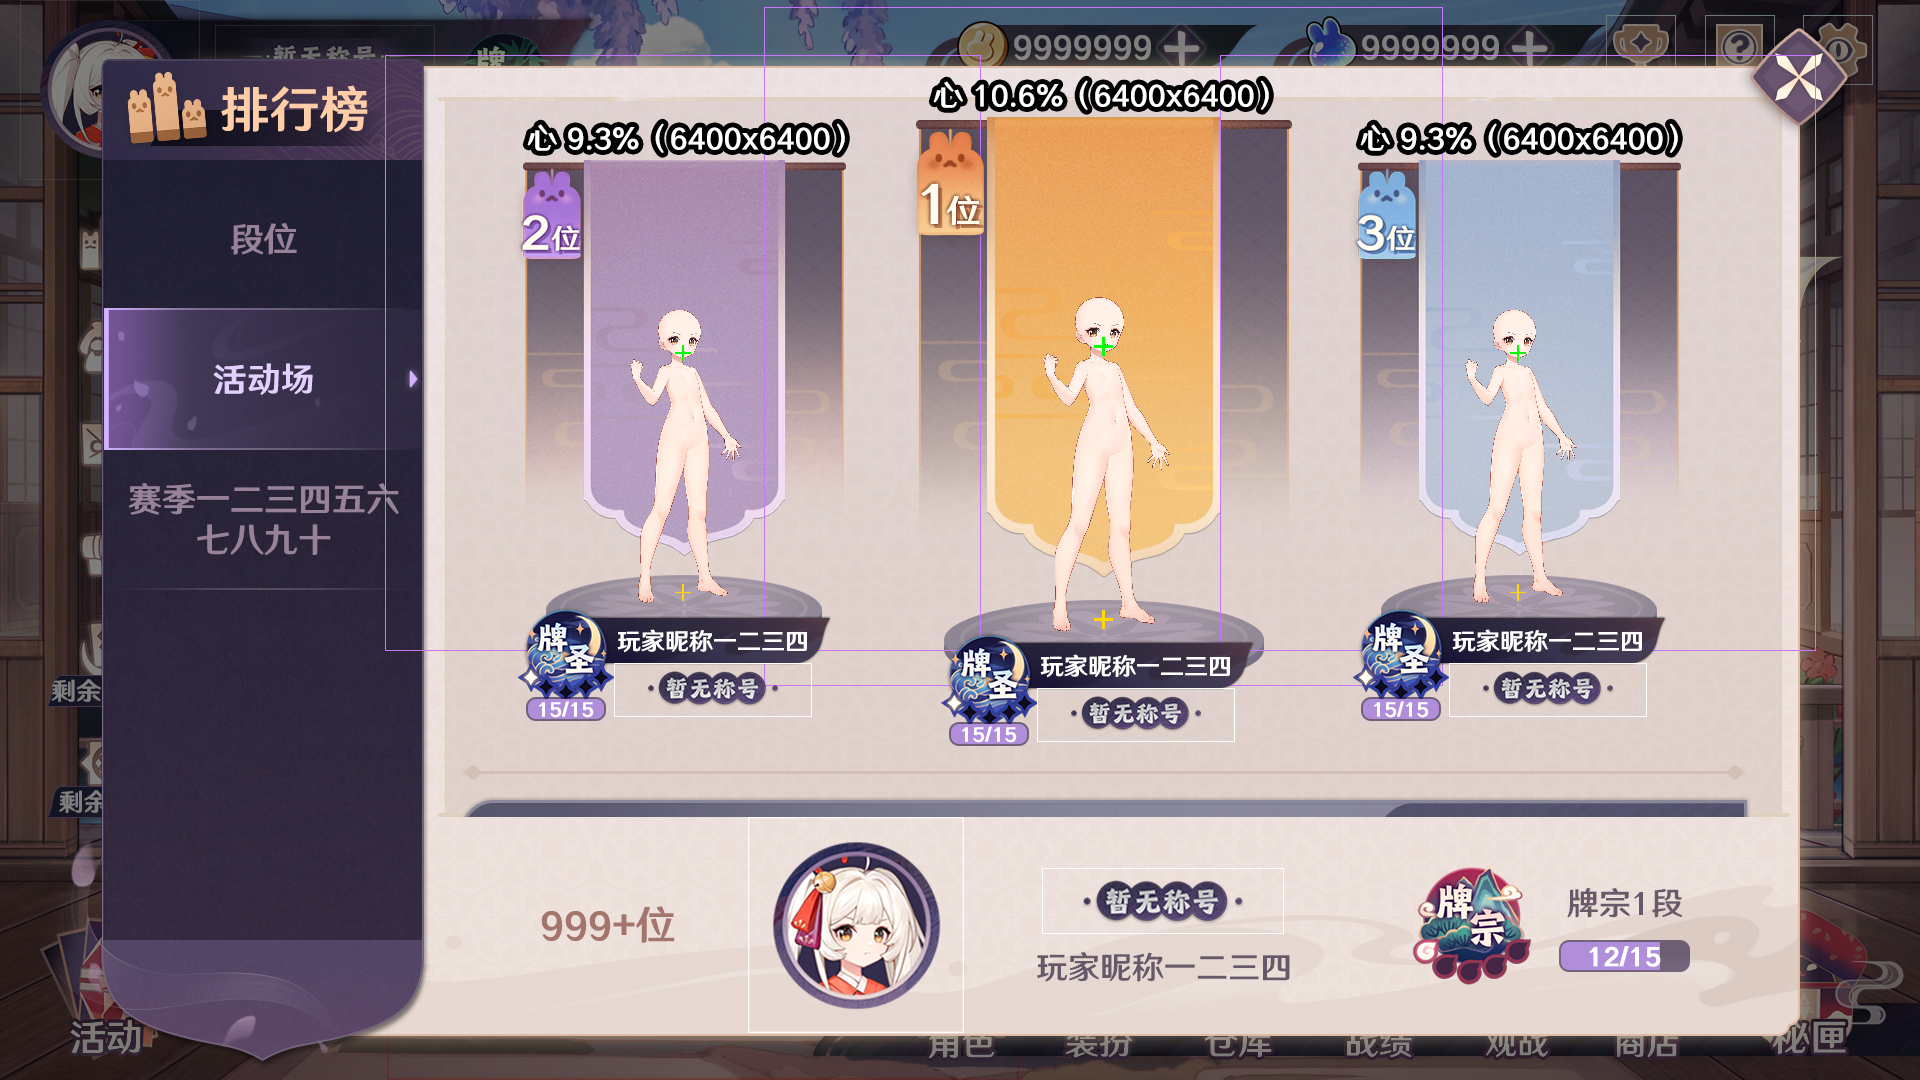 暂无称号
牌
9999999
9999999
排行榜
段位
活动场
赛季一二三四五六
七八九十
心 9.3%（6400x6400）
2位
心 10.6%（6400x6400）
1位
心 9.3%（6400x6400）
3位
牌圣
玩家昵称一二三四
·暂无称号·
15/15
牌圣
玩家昵称一二三四
·暂无称号·
15/15
牌圣
玩家昵称一二三四
·暂无称号·
15/15
剩余
剩余
999+位
·暂无称号·
玩家昵称一二三四
牌宗
牌宗1段
12/15
活动
角色
装扮
仓库
战绩
观战
商店
秘匣